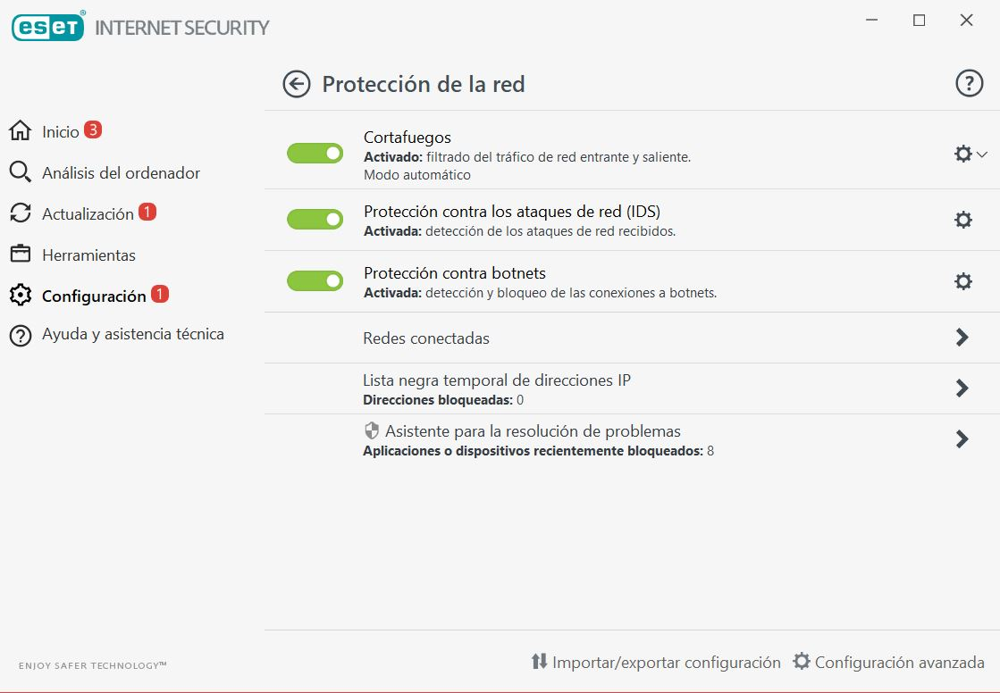 eseT® INTERNET SECURITY
Protección de la red
Inicio 3
Análisis del ordenador
Actualización 1
Herramientas
Configuración 1
Ayuda y asistencia técnica
Cortafuegos
Activado: filtrado del tráfico de red entrante y saliente.
Modo automático
Protección contra los ataques de red (IDS)
Activada: detección de los ataques de red recibidos.
Protección contra botnets
Activada: detección y bloqueo de las conexiones a botnets.
Redes conectadas
Lista negra temporal de direcciones IP
Direcciones bloqueadas: 0
Asistente para la resolución de problemas
Aplicaciones o dispositivos recientemente bloqueados: 8
ENJOY SAFER TECHNOLOGY™
Importar/exportar configuración Configuración avanzada